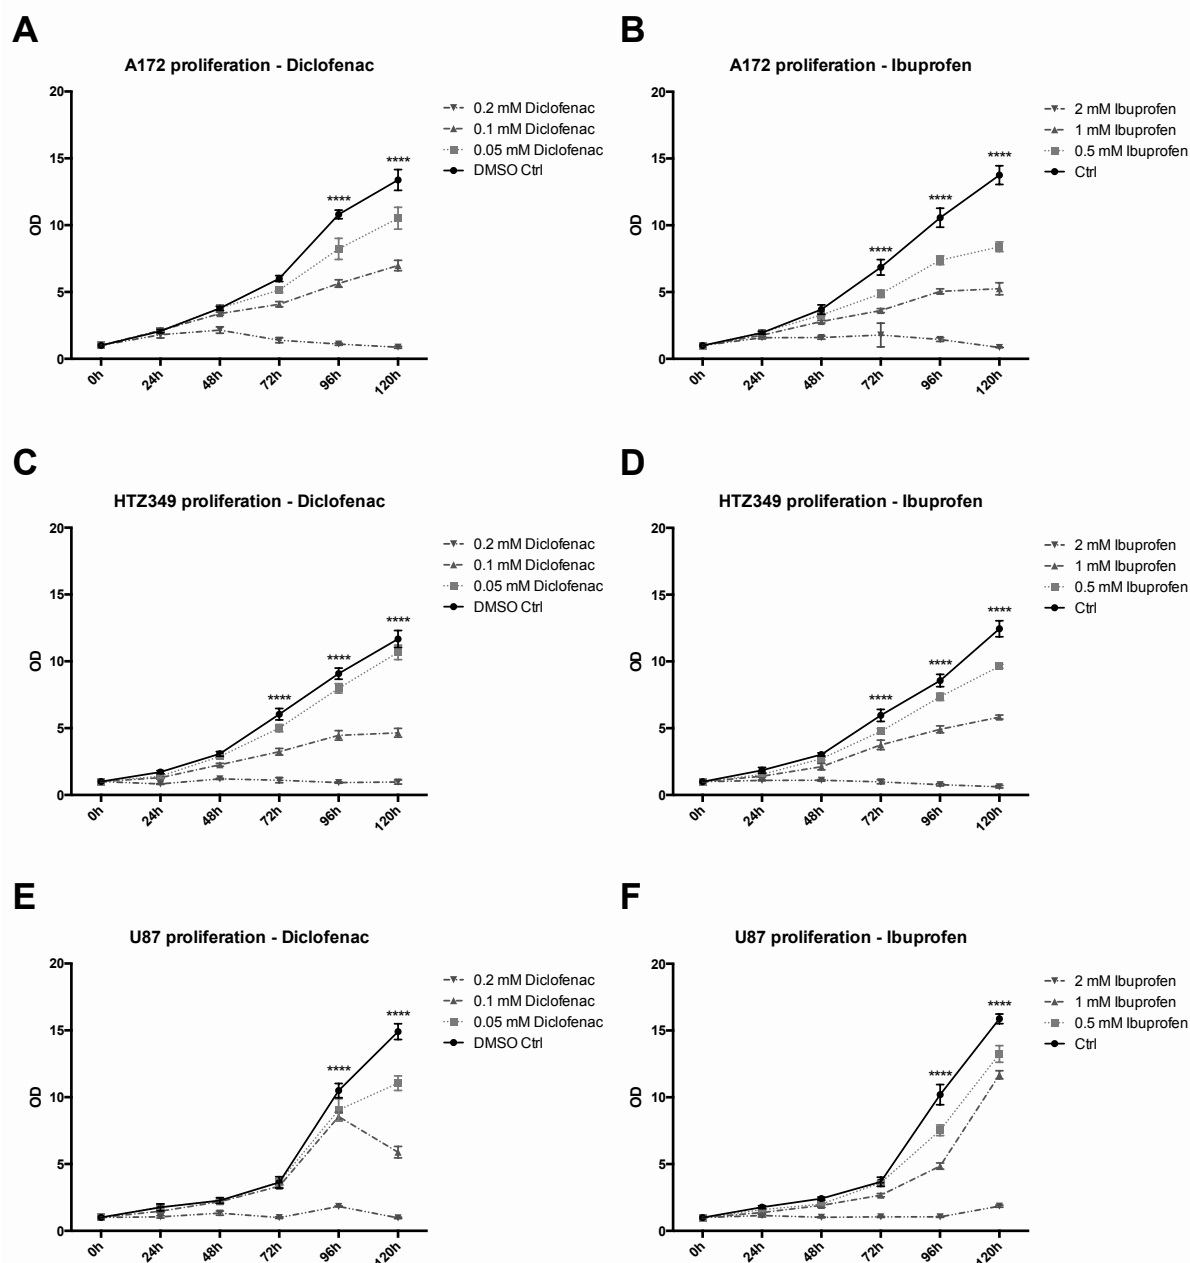 A
A172 proliferation - Diclofenac
20
15
10
5
0
OD
0h
24h
48h
72h
96h
120h
****
****
0.2 mM Diclofenac
0.1 mM Diclofenac
0.05 mM Diclofenac
DMSO Ctrl
B
A172 proliferation - Ibuprofen
20
15
10
5
0
OD
0h
24h
48h
72h
96h
120h
****
****
****
2 mM Ibuprofen
1 mM Ibuprofen
0.5 mM Ibuprofen
Ctrl
C
HTZ349 proliferation - Diclofenac
20
15
10
5
0
OD
0h
24h
48h
72h
96h
120h
****
****
****
0.2 mM Diclofenac
0.1 mM Diclofenac
0.05 mM Diclofenac
DMSO Ctrl
D
HTZ349 proliferation - Ibuprofen
20
15
10
5
0
OD
0h
24h
48h
72h
96h
120h
****
****
****
2 mM Ibuprofen
1 mM Ibuprofen
0.5 mM Ibuprofen
Ctrl
E
U87 proliferation - Diclofenac
20
15
10
5
0
OD
0h
24h
48h
72h
96h
120h
****
****
0.2 mM Diclofenac
0.1 mM Diclofenac
0.05 mM Diclofenac
DMSO Ctrl
F
U87 proliferation - Ibuprofen
20
15
10
5
0
OD
0h
24h
48h
72h
96h
120h
****
****
2 mM Ibuprofen
1 mM Ibuprofen
0.5 mM Ibuprofen
Ctrl